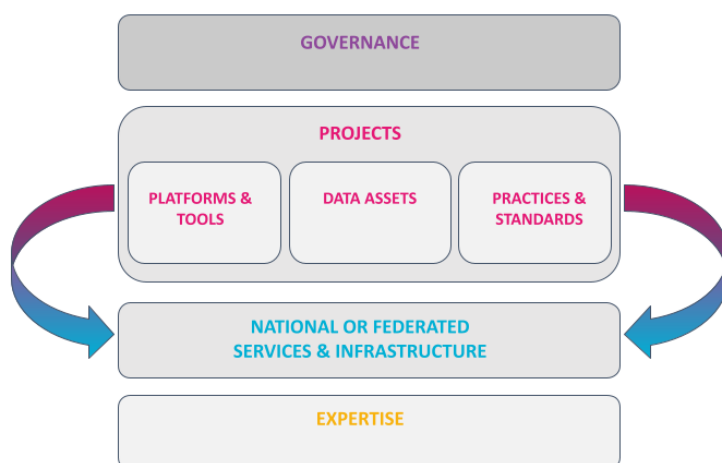 GOVERNANCE
PROJECTS
PLATFORMS &
TOOLS
DATA ASSETS
PRACTICES &
STANDARDS
NATIONAL OR FEDERATED
SERVICES & INFRASTRUCTURE
EXPERTISE